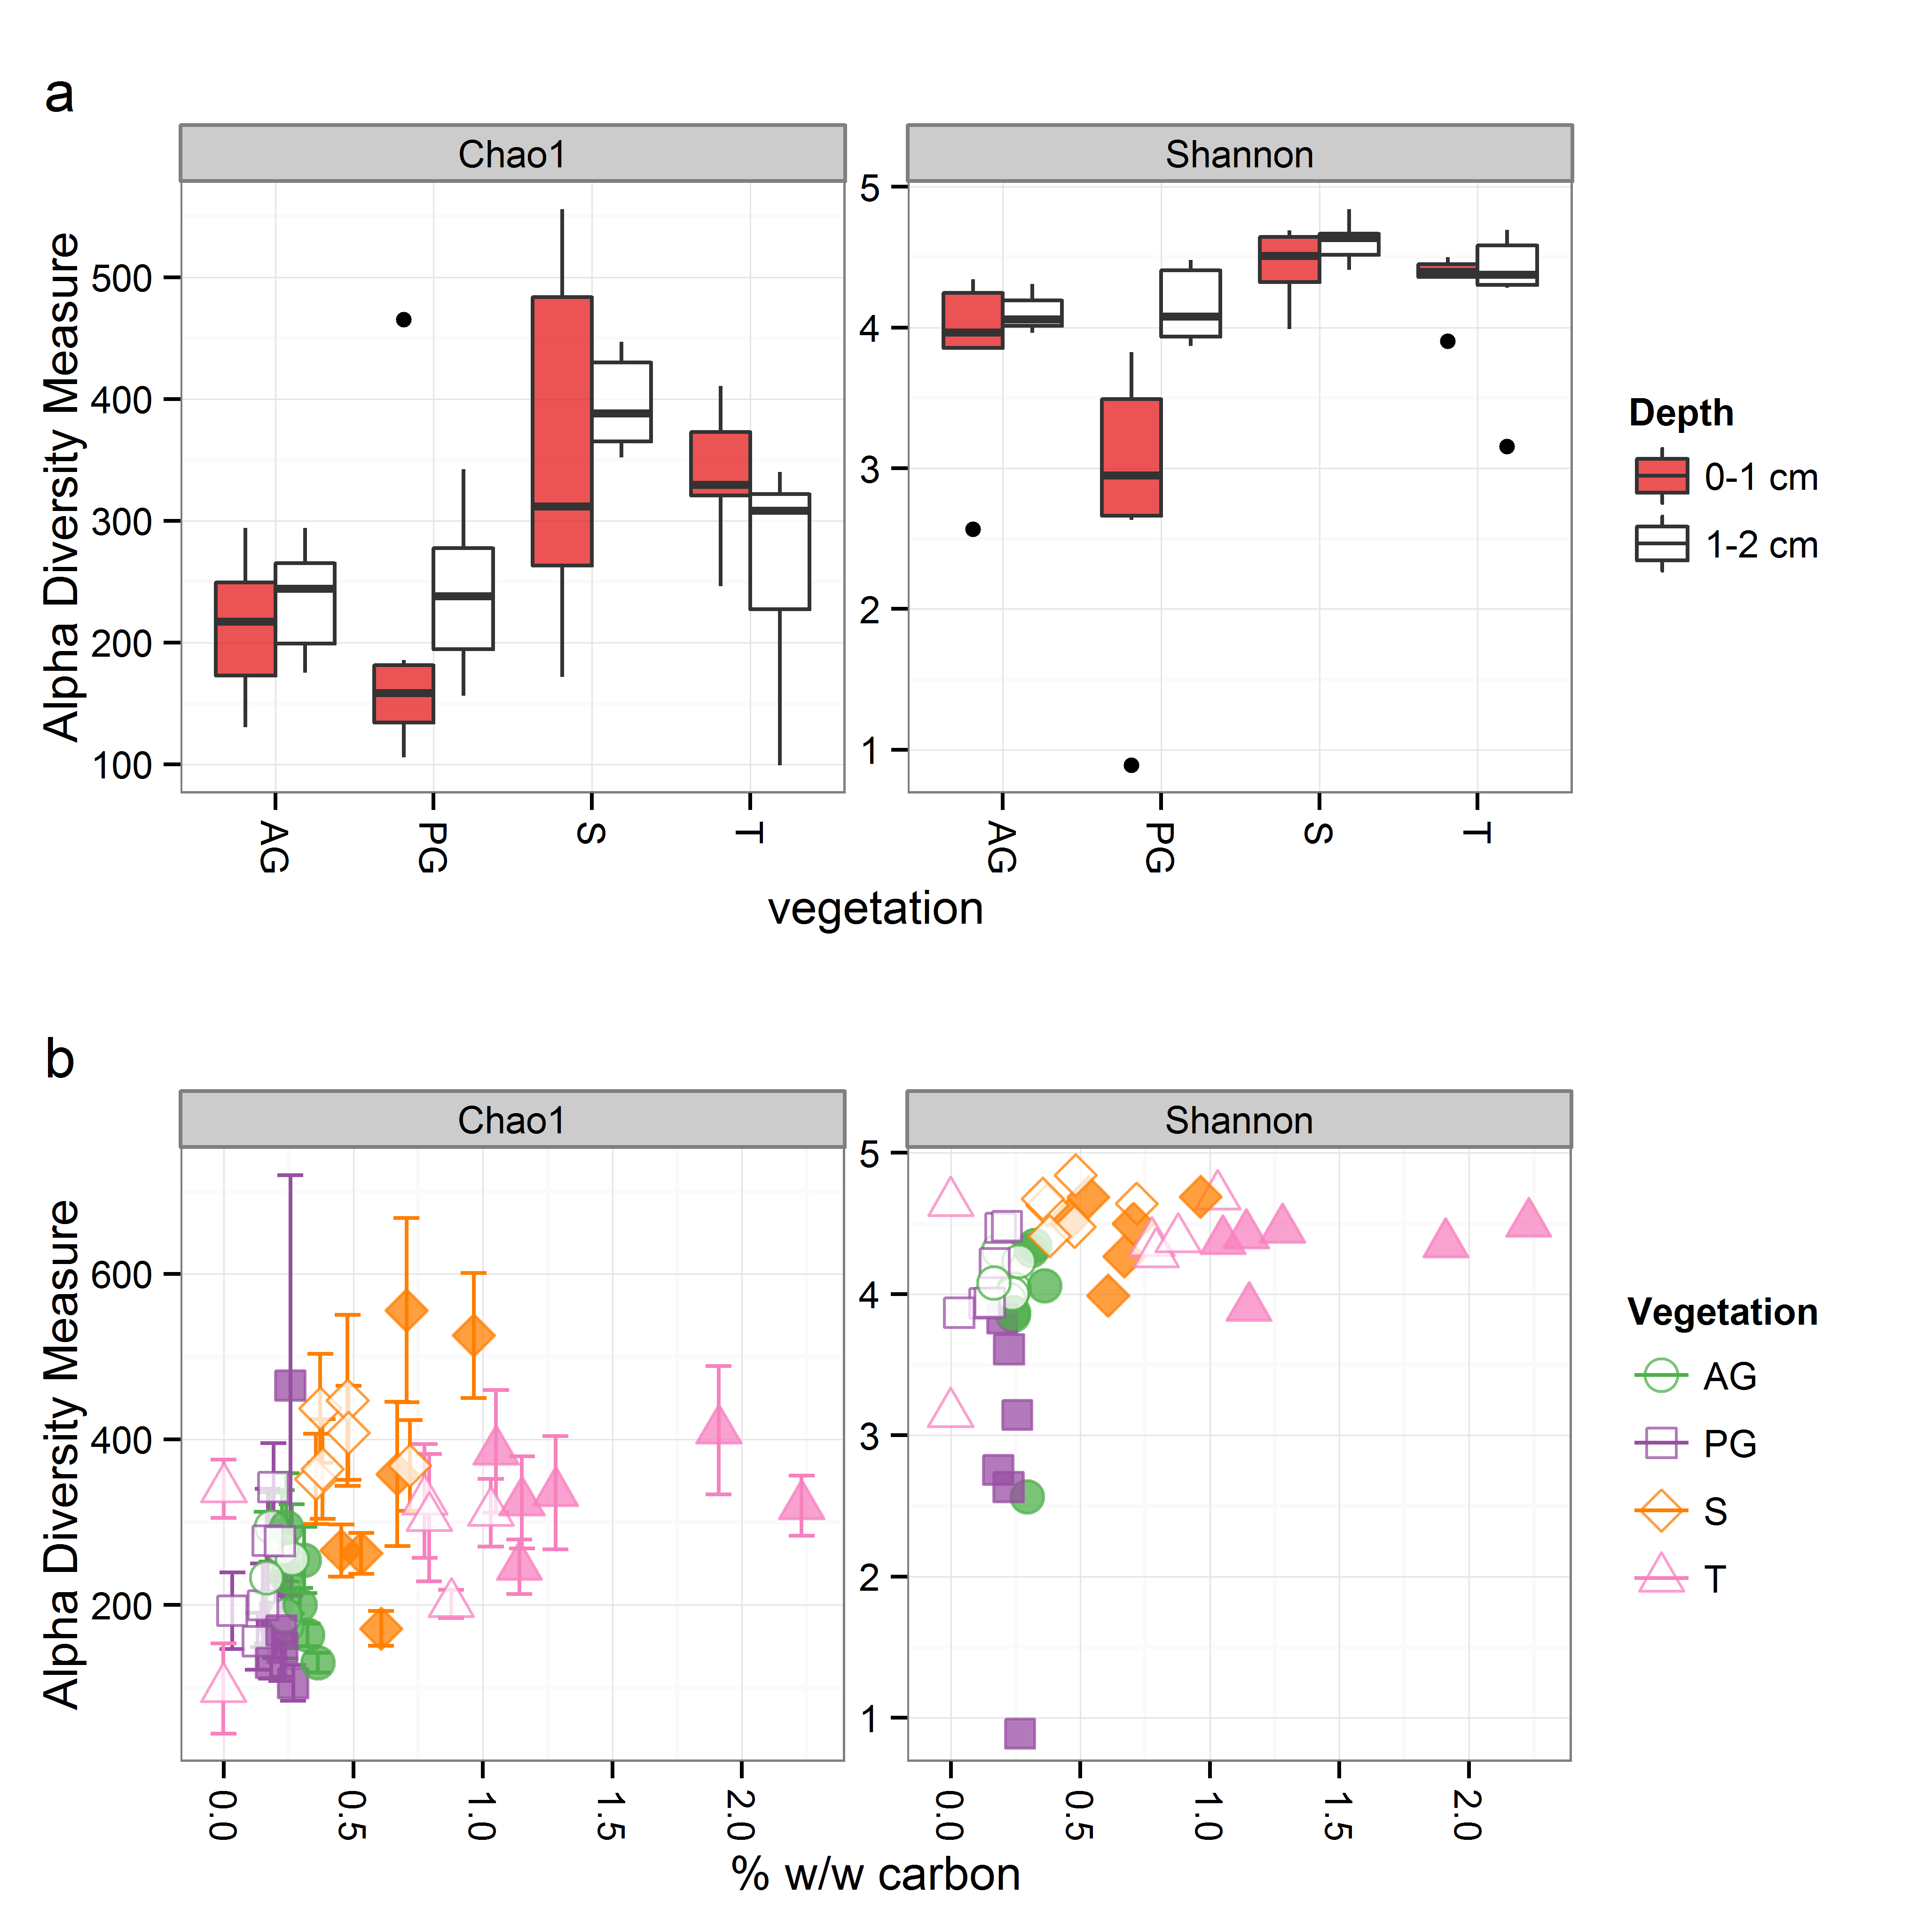 a
Chao1
Shannon
Alpha Diversity Measure
500
400
300
200
100
5
4
3
2
1
AG
PG
S
T
AG
PG
S
T
vegetation
Depth
0-1 cm
1-2 cm
b
Chao1
Shannon
Alpha Diversity Measure
600
400
200
5
4
3
2
1
0.0
0.5
1.0
1.5
2.0
0.0
0.5
1.0
1.5
2.0
% w/w carbon
Vegetation
AG
PG
S
T